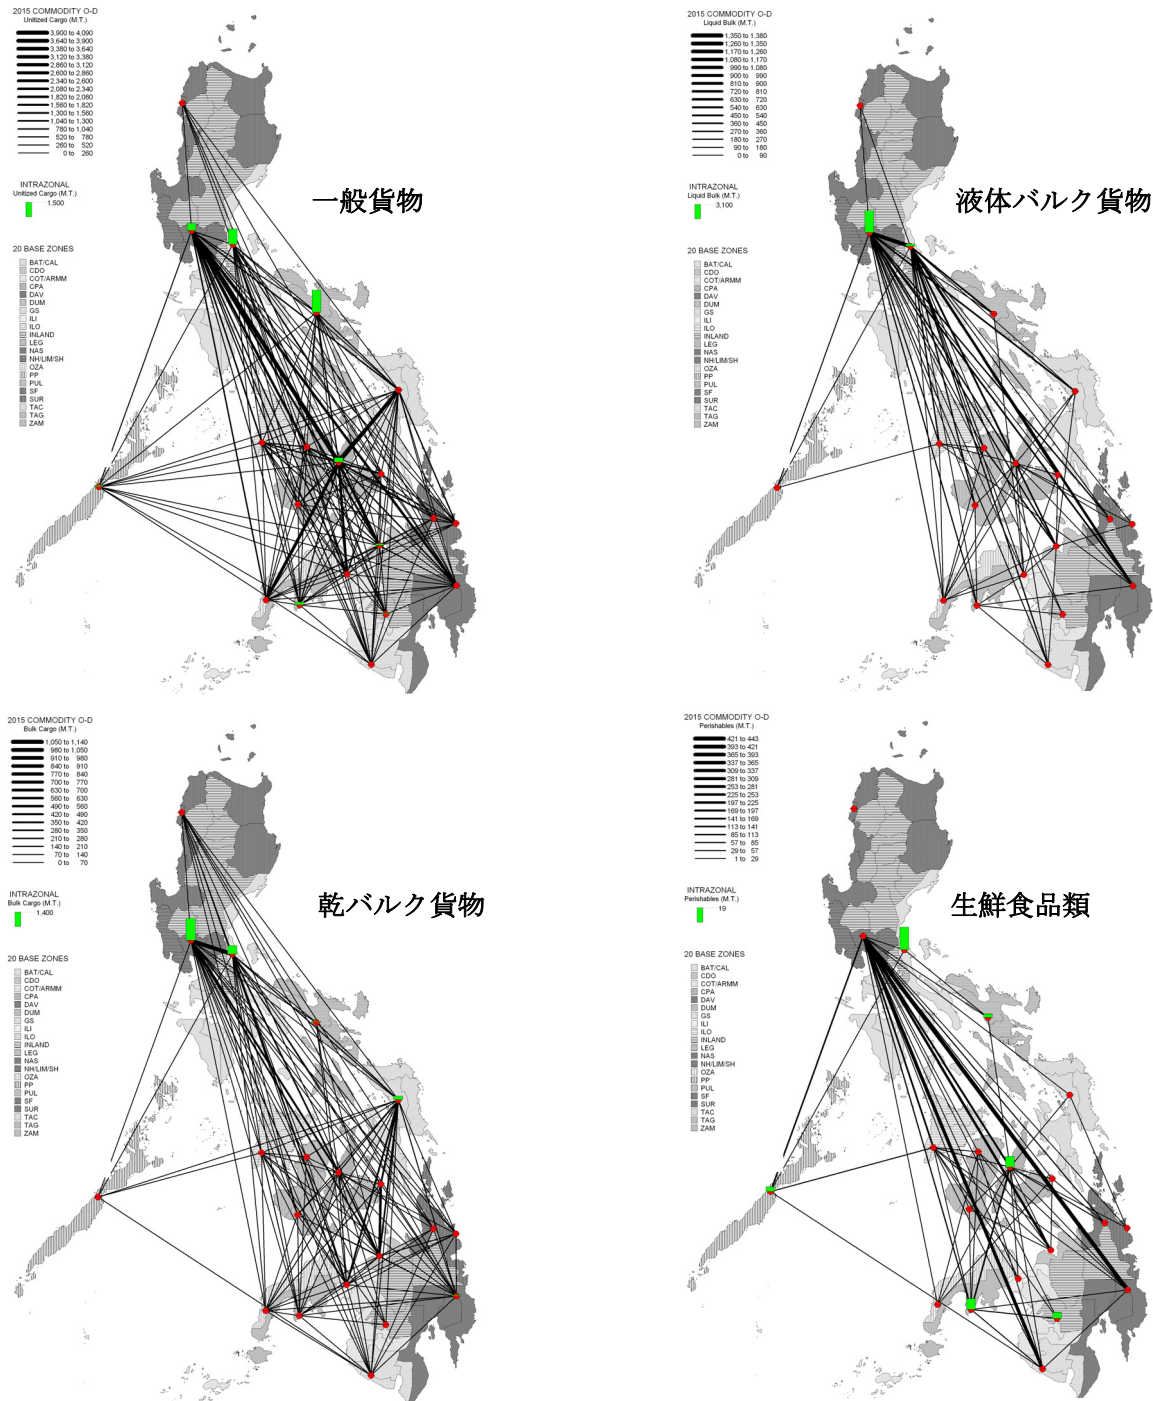 2015 COMMODITY O-D
Unitized Cargo (M.T.)
3,900 to 4,090
3,640 to 3,900
3,380 to 3,640
3,120 to 3,380
2,860 to 3,120
2,600 to 2,860
2,340 to 2,600
2,080 to 2,340
1,820 to 2,080
1,560 to 1,820
1,300 to 1,560
1,040 to 1,300
780 to 1,040
520 to 780
260 to 520
0 to 260
INTRAZONAL
Unitized Cargo (M.T.)
1,500
一般貨物
20 BASE ZONES
BAT/CAL
CDO
COT/ARMM
CPA
DAV
DUM
GS
ILI
ILO
INLAND
LEG
NAS
NH/LIM/SH
OZA
PP
PUL
SF
SUR
TAC
TAG
ZAM
2015 COMMODITY O-D
Liquid Bulk (M.T.)
1,350 to 1,380
1,260 to 1,350
1,170 to 1,260
1,080 to 1,170
990 to 1,080
900 to 990
810 to 900
720 to 810
630 to 720
540 to 630
450 to 540
360 to 450
270 to 360
180 to 270
90 to 180
0 to 90
INTRAZONAL
Liquid Bulk (M.T.)
3,100
液体バルク貨物
20 BASE ZONES
BAT/CAL
CDO
COT/ARMM
CPA
DAV
DUM
GS
ILI
ILO
INLAND
LEG
NAS
NH/LIM/SH
OZA
PP
PUL
SF
SUR
TAC
TAG
ZAM
2015 COMMODITY O-D
Bulk Cargo (M.T.)
1,050 to 1,140
980 to 1,050
910 to 980
840 to 910
770 to 840
700 to 770
630 to 700
560 to 630
490 to 560
420 to 490
350 to 420
280 to 350
210 to 280
140 to 210
70 to 140
0 to 70
INTRAZONAL
Bulk Cargo (M.T.)
1,400
乾バルク貨物
20 BASE ZONES
BAT/CAL
CDO
COT/ARMM
CPA
DAV
DUM
GS
ILI
ILO
INLAND
LEG
NAS
NH/LIM/SH
OZA
PP
PUL
SF
SUR
TAC
TAG
ZAM
2015 COMMODITY O-D
Perishables (M.T.)
421 to 443
393 to 421
365 to 393
337 to 365
309 to 337
281 to 309
253 to 281
225 to 253
197 to 225
169 to 197
141 to 169
113 to 141
85 to 113
57 to 85
29 to 57
1 to 29
INTRAZONAL
Perishables (M.T.)
19
生鮮食品類
20 BASE ZONES
BAT/CAL
CDO
COT/ARMM
CPA
DAV
DUM
GS
ILI
ILO
INLAND
LEG
NAS
NH/LIM/SH
OZA
PP
PUL
SF
SUR
TAC
TAG
ZAM